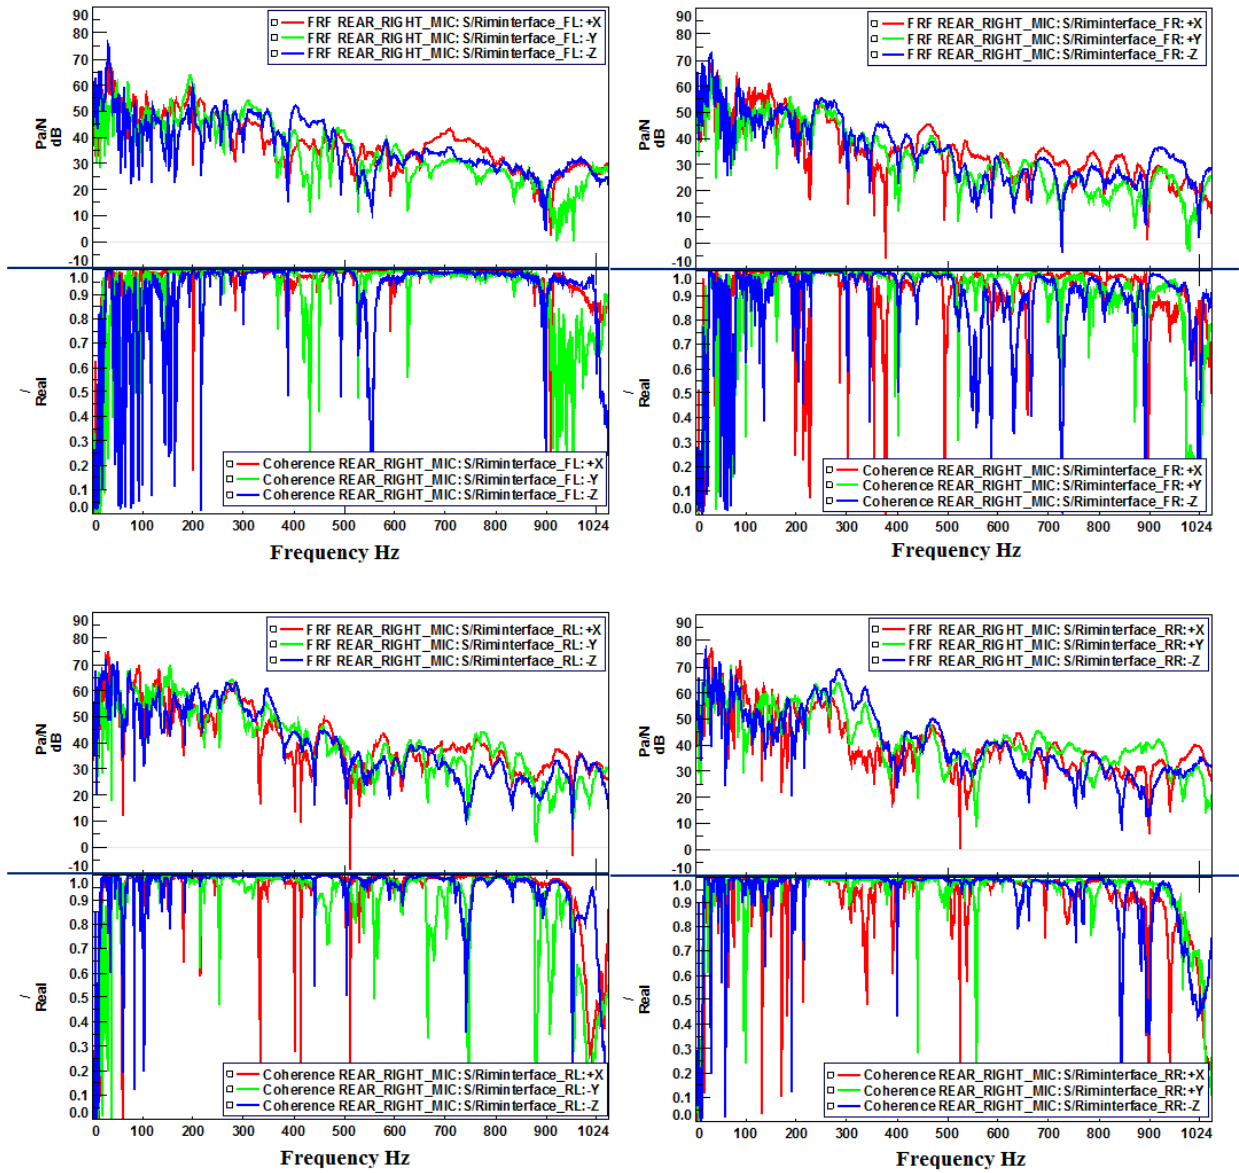 FRF REAR_RIGHT_MIC: S/Riminterface_FL: +X
FRF REAR_RIGHT_MIC: S/Riminterface_FL: -Y
FRF REAR_RIGHT_MIC: S/Riminterface_FL: -Z
90
80
70
60
50
40
30
20
10
0
-10
Pa/N
dB
1.0
0.9
0.8
0.7
0.6
0.5
0.4
0.3
0.2
0.1
0.0
/
Real
Coherence REAR_RIGHT_MIC: S/Riminterface_FL: +X
Coherence REAR_RIGHT_MIC: S/Riminterface_FL: -Y
Coherence REAR_RIGHT_MIC: S/Riminterface_FL: -Z
0 100 200 300 400 500 600 700 800 900 1024
Frequency Hz
FRF REAR_RIGHT_MIC: S/Riminterface_FR: +X
FRF REAR_RIGHT_MIC: S/Riminterface_FR: +Y
FRF REAR_RIGHT_MIC: S/Riminterface_FR: -Z
90
80
70
60
50
40
30
20
10
0
-10
Pa/N
dB
1.0
0.9
0.8
0.7
0.6
0.5
0.4
0.3
0.2
0.1
0.0
/
Real
Coherence REAR_RIGHT_MIC: S/Riminterface_FR: +X
Coherence REAR_RIGHT_MIC: S/Riminterface_FR: +Y
Coherence REAR_RIGHT_MIC: S/Riminterface_FR: -Z
0 100 200 300 400 500 600 700 800 900 1024
Frequency Hz
FRF REAR_RIGHT_MIC: S/Riminterface_RL: +X
FRF REAR_RIGHT_MIC: S/Riminterface_RL: -Y
FRF REAR_RIGHT_MIC: S/Riminterface_RL: -Z
90
80
70
60
50
40
30
20
10
0
-10
Pa/N
dB
1.0
0.9
0.8
0.7
0.6
0.5
0.4
0.3
0.2
0.1
0.0
/
Real
Coherence REAR_RIGHT_MIC: S/Riminterface_RL: +X
Coherence REAR_RIGHT_MIC: S/Riminterface_RL: -Y
Coherence REAR_RIGHT_MIC: S/Riminterface_RL: -Z
0 100 200 300 400 500 600 700 800 900 1024
Frequency Hz
FRF REAR_RIGHT_MIC: S/Riminterface_RR: +X
FRF REAR_RIGHT_MIC: S/Riminterface_RR: +Y
FRF REAR_RIGHT_MIC: S/Riminterface_RR: -Z
90
80
70
60
50
40
30
20
10
0
-10
Pa/N
dB
1.0
0.9
0.8
0.7
0.6
0.5
0.4
0.3
0.2
0.1
0.0
/
Real
Coherence REAR_RIGHT_MIC: S/Riminterface_RR: +X
Coherence REAR_RIGHT_MIC: S/Riminterface_RR: +Y
Coherence REAR_RIGHT_MIC: S/Riminterface_RR: -Z
0 100 200 300 400 500 600 700 800 900 1024
Frequency Hz